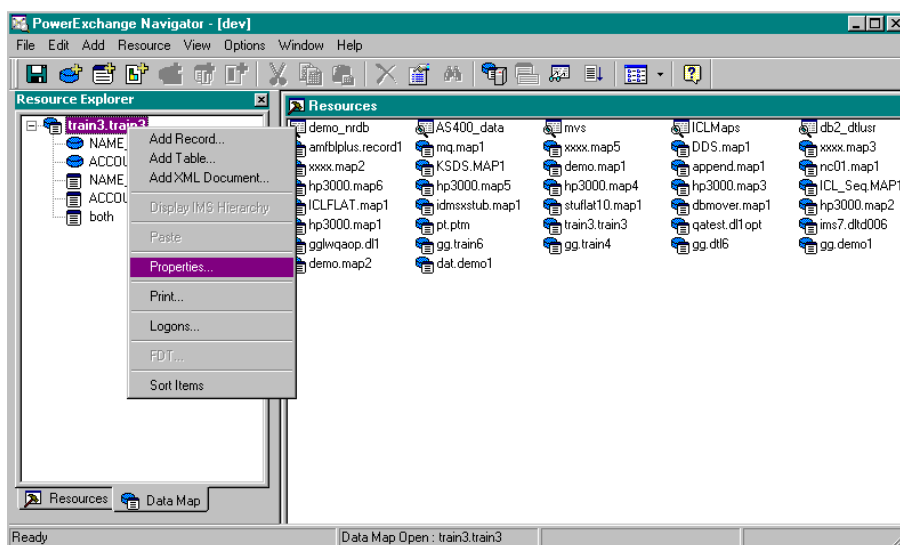 PowerExchange Navigator - [dev]
File Edit Add Resource View Options Window Help
Resource Explorer
train3.train3
NAME_
ACCOU
NAME_
ACCOU
both
Add Record...
Add Table...
Add XML Document...
Display IMS Hierarchy
Paste
Properties...
Print...
Logons...
FDT...
Sort Items
Resources
demo_nrdb AS400_data mvs ICLMaps db2_dtlusr
amfblplus.record1 mq.map1 xxxx.map5 DDS.map1 xxxx.map3
xxxx.map2 KSDS.MAP1 demo.map1 append.map1 nc01.map1
hp3000.map6 hp3000.map5 hp3000.map4 hp3000.map3 ICL_Seq.MAP1
ICLFLAT.map1 idmsxstub.map1 stuflat10.map1 dbmover.map1 hp3000.map2
hp3000.map1 pt.ptm train3.train3 qatest.dl1opt ims7.dltd006
gglwqaop.dl1 gg.train6 gg.train4 gg.dtl6 gg.demo1
demo.map2 dat.demo1
Resources Data Map
Ready Data Map Open : train3.train3